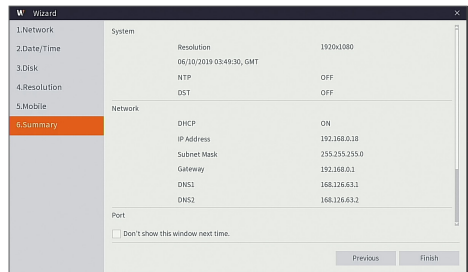 W Wizard
1.Network
2.Date/Time
3.Disk
4.Resolution
5.Mobile
6.Summary
System
Resolution 1920x1080
06/10/2019 03:49:30, GMT
NTP OFF
DST OFF
Network
DHCP ON
IP Address 192.168.0.18
Subnet Mask 255.255.255.0
Gateway 192.168.0.1
DNS1 168.126.63.1
DNS2 168.126.63.2
Port
Don't show this window next time.
Previous Finish